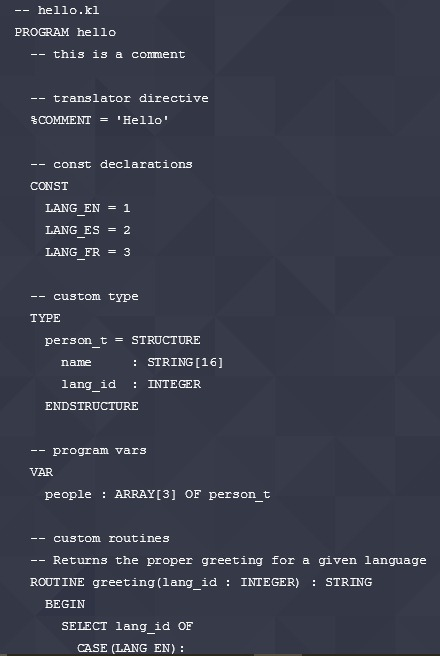 -- hello.kl
PROGRAM hello
-- this is a comment
-- translator directive
%COMMENT = 'Hello'
-- const declarations
CONST
LANG_EN = 1
LANG_ES = 2
LANG_FR = 3
-- custom type
TYPE
person_t = STRUCTURE
name : STRING[16]
lang_id : INTEGER
ENDSTRUCTURE
-- program vars
VAR
people : ARRAY[3] OF person_t
-- custom routines
-- Returns the proper greeting for a given language
ROUTINE greeting(lang_id : INTEGER) : STRING
BEGIN
SELECT lang_id OF
CASE(LANG_EN):